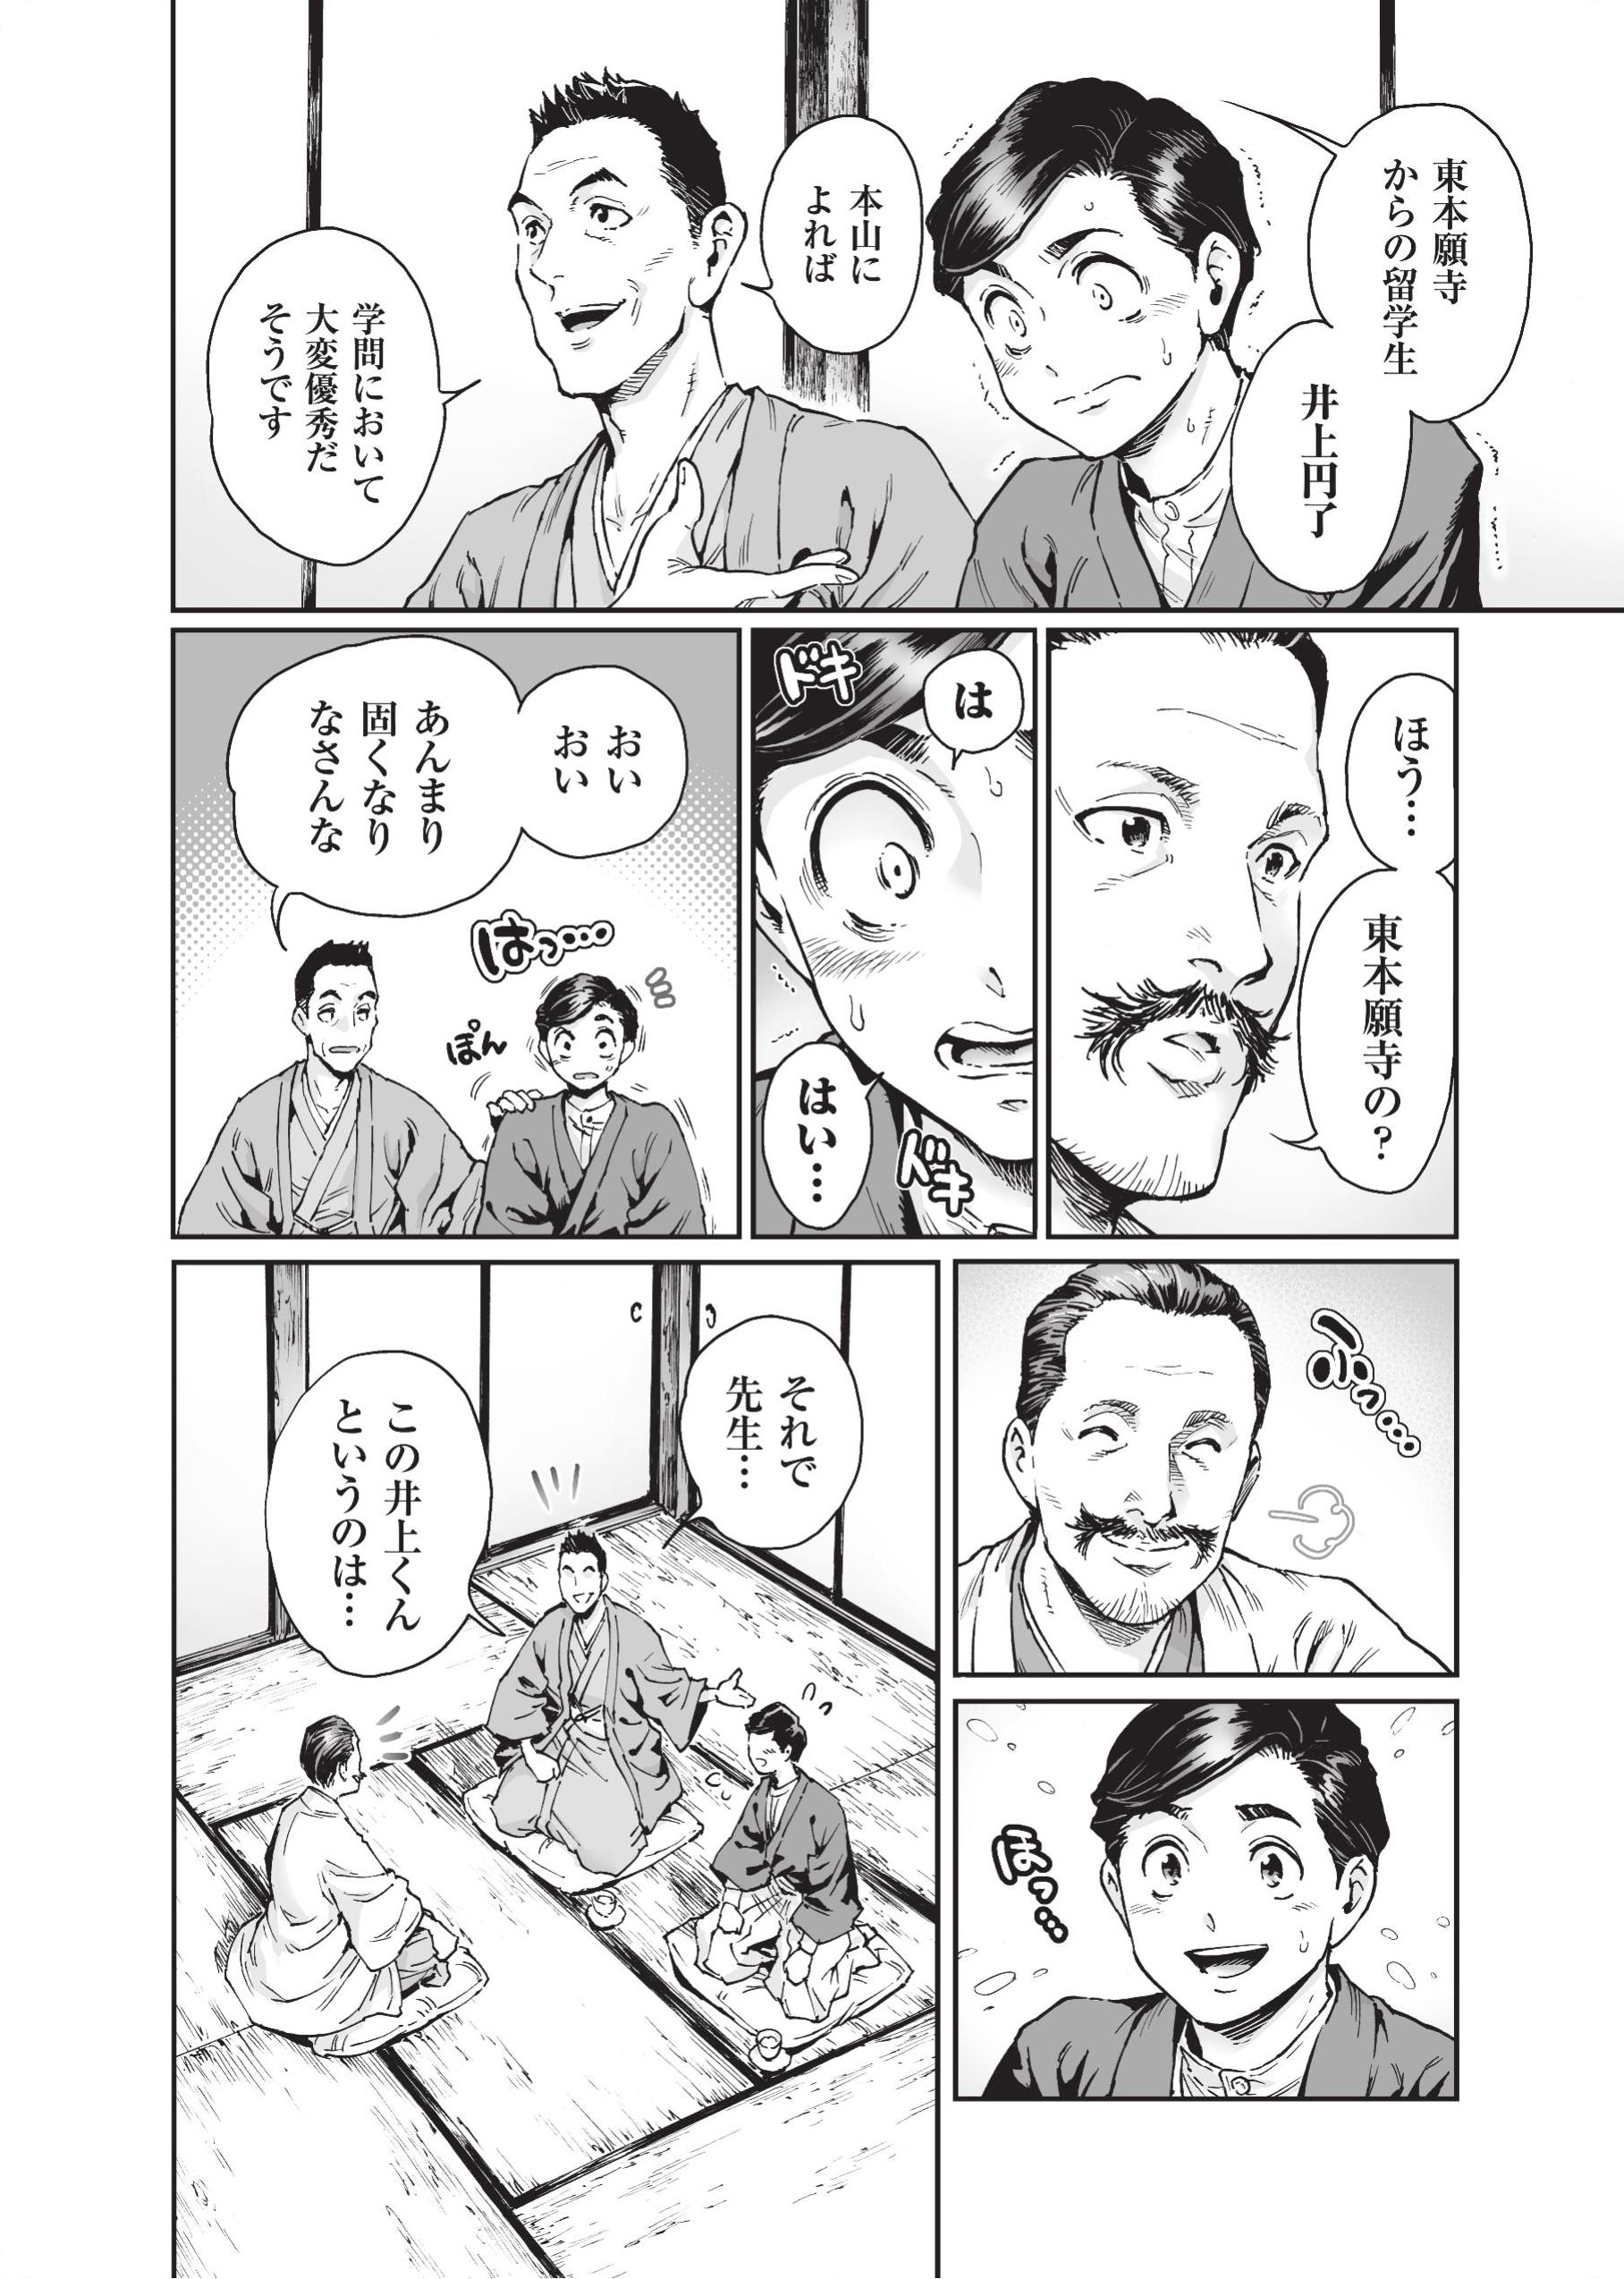 東本願寺
からの留学生
井上円了
本山に
よれば
学問において
大変優秀だ
そうです
ほう…
東本願寺の？
は
ドキ
はい…
ドキ
おい
おい
あんまり
固くなり
なさんな
はっ…
ぽん
ふっ…
ほっ…
それで
先生…
この井上くん
というのは…